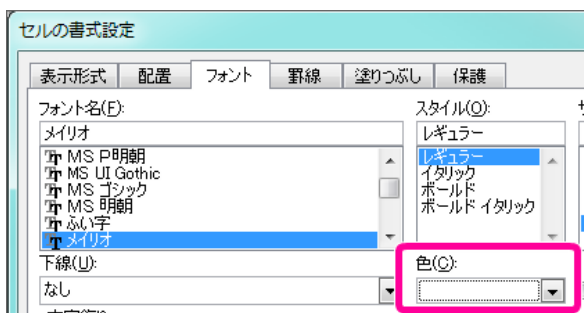 セルの書式設定
表示形式 配置 フォント 罫線 塗りつぶし 保護
フォント名(F): スタイル(O):
メイリオ レギュラー
MS P明朝 レギュラー
MS UI Gothic イタリック
MS ゴシック ボールド
MS 明朝 ボールド イタリック
ふい字
メイリオ
下線(U): 色(C):
なし